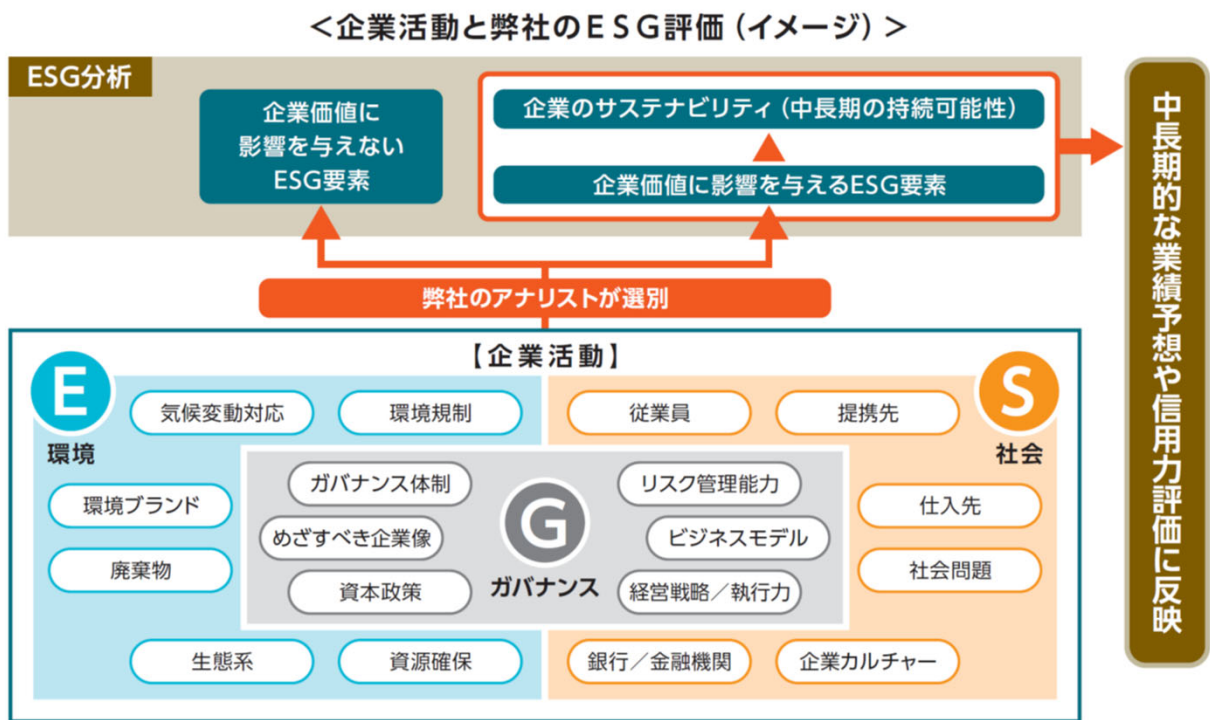 ＜企業活動と弊社のＥＳＧ評価（イメージ）＞
ESG分析
企業価値に
影響を与えない
ESG要素
企業のサステナビリティ（中長期の持続可能性）
企業価値に影響を与えるESG要素
中長期的な業績予想や信用力評価に反映
弊社のアナリストが選別
【企業活動】
E
環境
気候変動対応
環境規制
従業員
提携先
S
社会
環境ブランド
廃棄物
ガバナンス体制
めざすべき企業像
資本政策
G
ガバナンス
リスク管理能力
ビジネスモデル
経営戦略／執行力
仕入先
社会問題
生態系
資源確保
銀行／金融機関
企業カルチャー